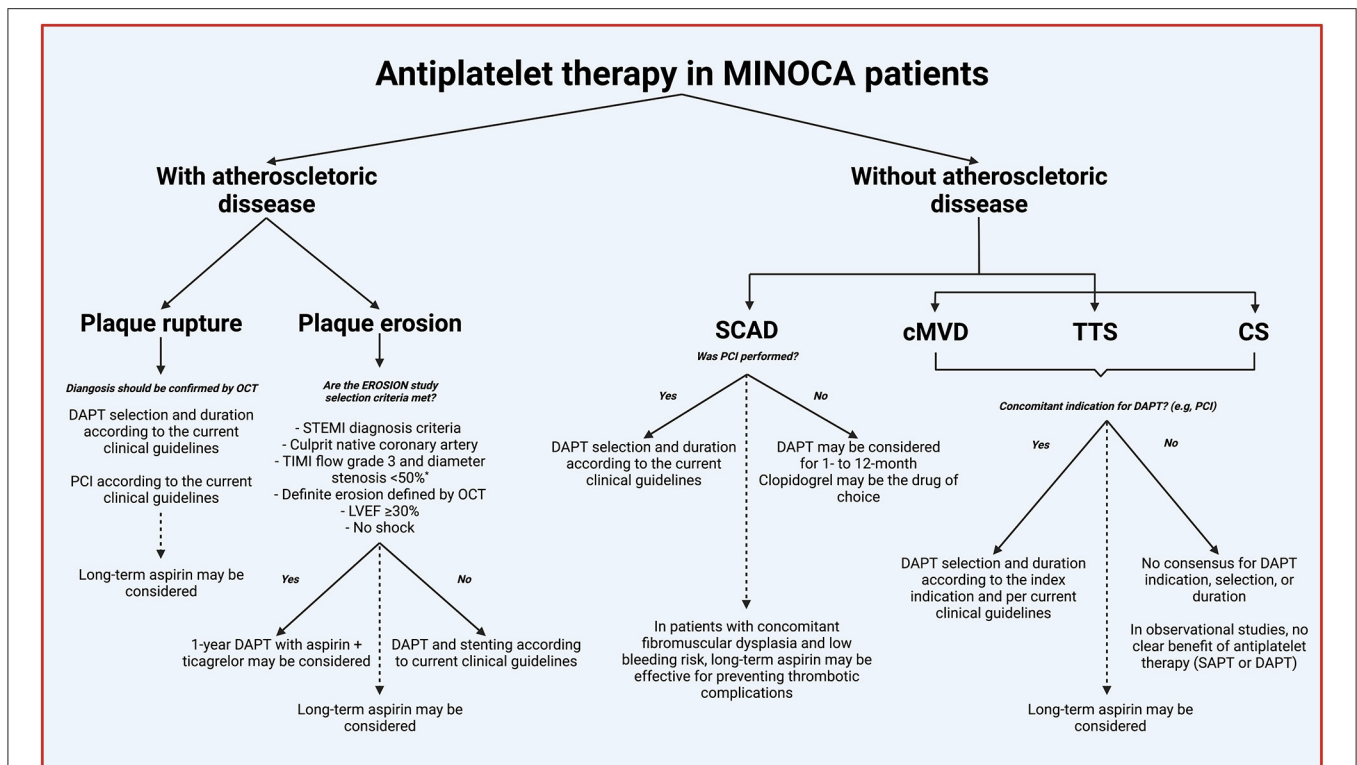 Antiplatelet therapy in MINOCA patients
With atheroscletoric
dissease
Without atheroscletoric
disease
Plaque rupture
Diangosis should be confirmed by OCT
DAPT selection and duration
according to the current
clinical guidelines
PCI according to the current
clinical guidelines
Long-term aspirin may be
considered
Plaque erosion
Are the EROSION study
selection criteria met?
- STEMI diagnosis criteria
- Culprit native coronary artery
- TIMI flow grade 3 and diameter
stenosis <50%*
- Definite erosion defined by OCT
- LVEF ≥30%
- No shock
Yes
No
1-year DAPT with aspirin +
ticagrelor may be considered
DAPT and stenting according
to current clinical guidelines
Long-term aspirin may be
considered
SCAD
Was PCI performed?
Yes
No
DAPT selection and duration
according to the current
clinical guidelines
DAPT may be considered
for 1- to 12-month
Clopidogrel may be the drug of
choice
In patients with concomitant
fibromuscular dysplasia and low
bleeding risk, long-term aspirin may be
effective for preventing thrombotic
complications
cMVD
TTS
CS
Concomitant indication for DAPT? (e.g, PCI)
Yes
No
DAPT selection and duration
according to the index
indication and per current
clinical guidelines
No consensus for DAPT
indication, selection, or
duration
In observational studies, no
clear benefit of antiplatelet
therapy (SAPT or DAPT)
Long-term aspirin may be
considered